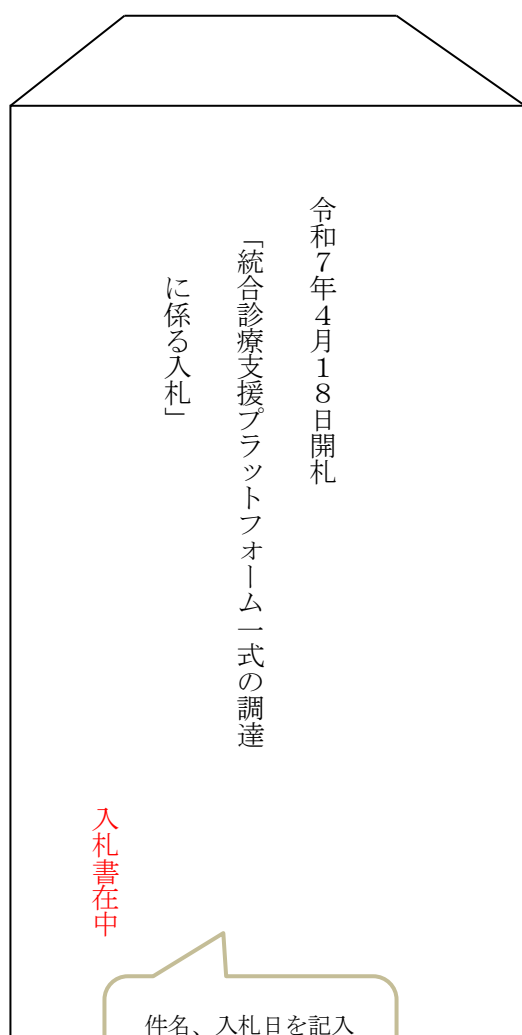 令和７年４月１８日開札
「統合診療支援プラットフォーム一式の調達
に係る入札」
入札書在中
件名、入札日を記入